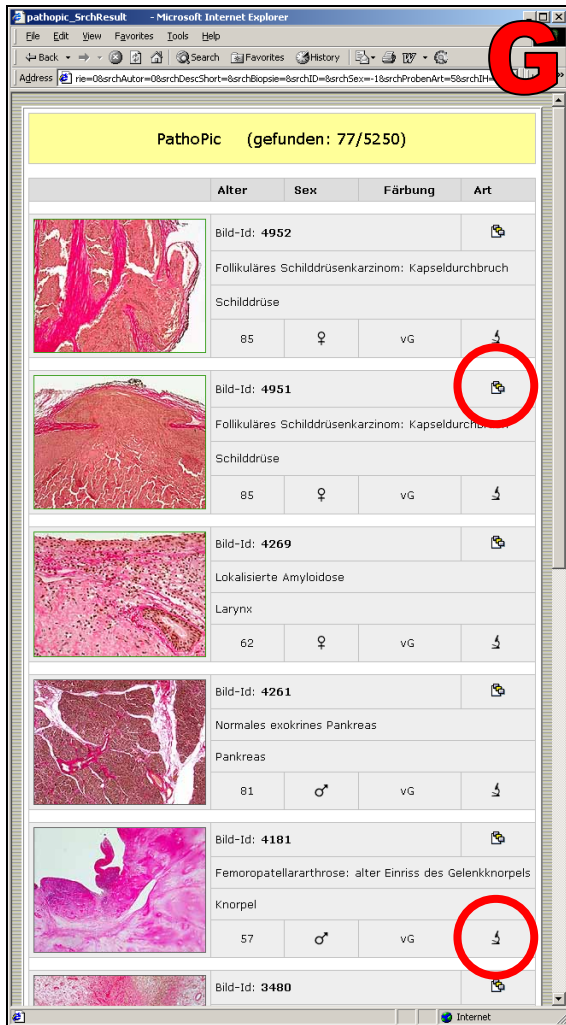 pathopic_SrchResult - Microsoft Internet Explorer
G
File Edit View Favorites Tools Help
Back Search Favorites History
Address rie=0&srchAutor=0&srchDescShort=&srchBiopsie=&srchID=&srchSex=-1&srchProbenArt=5&srchIH=
PathoPic (gefunden: 77/5250)
Alter Sex Färbung Art
Bild-Id: 4952
Follikuläres Schilddrüsenkarzinom: Kapseldurchbruch
Schilddrüse
85 ♀ vG
Bild-Id: 4951
Follikuläres Schilddrüsenkarzinom: Kapseldurchbruch
Schilddrüse
85 ♀ vG
Bild-Id: 4269
Lokalisierte Amyloidose
Larynx
62 ♀ vG
Bild-Id: 4261
Normales exokrines Pankreas
Pankreas
81 ♂ vG
Bild-Id: 4181
Femoropatellararthrose: alter Einriss des Gelenkknorpels
Knorpel
57 ♂ vG
Bild-Id: 3480
Internet